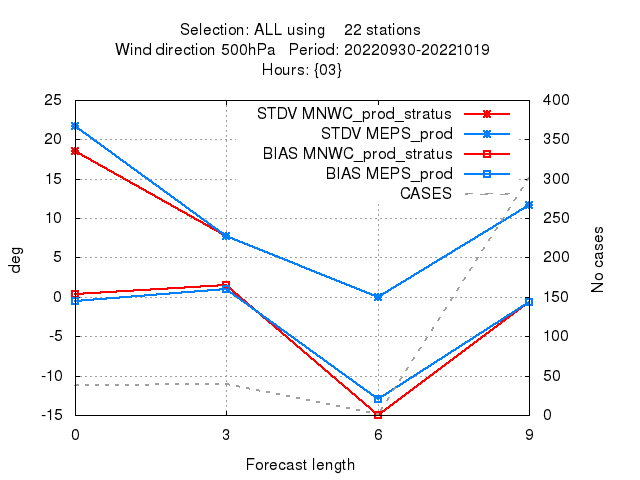 Selection: ALL using    22 stations
Wind direction 500hPa   Period: 20220930-20221019
Hours: {03}
25 400
STDV MNWC_prod_stratus
20 350
STDV MEPS_prod
BIAS MNWC_prod_stratus
15 300
BIAS MEPS_prod
CASES
10 250
5 200
deg
No cases
0 150
-5 100
-10 50
-15 0
0 3 6 9
Forecast length